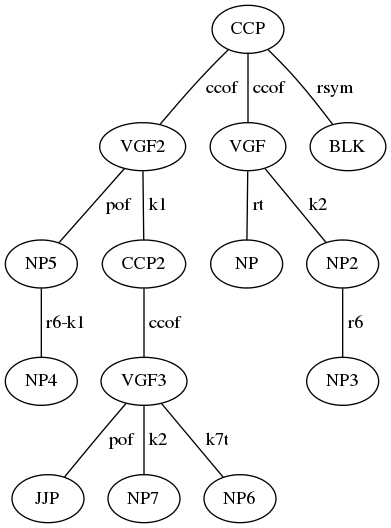 CCP
ccof ccof rsym
VGF2 VGF BLK
pof k1 rt k2
NP5 CCP2 NP NP2
r6-k1 ccof r6
NP4 VGF3 NP3
pof k2 k7t
JJP NP7 NP6